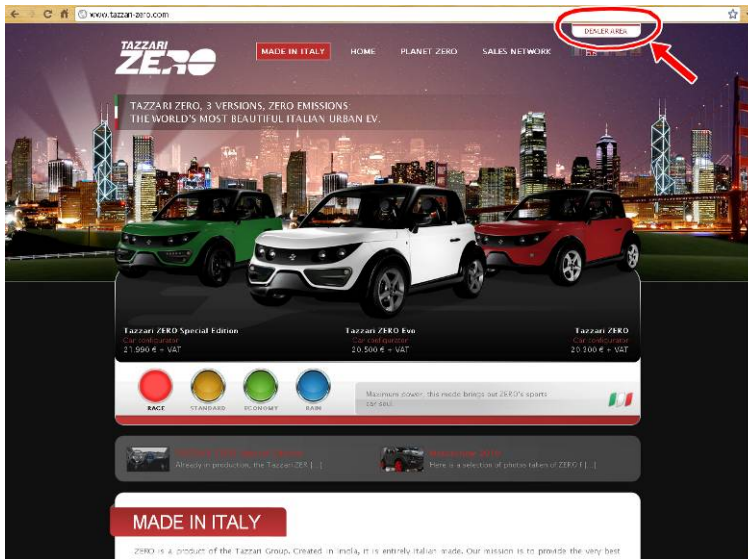 www.tazzari-zero.com
DEALER AREA
TAZZARI
ZERO
MADE IN ITALY
HOME
PLANET ZERO
SALES NETWORK
TAZZARI ZERO, 3 VERSIONS, ZERO EMISSIONS:
THE WORLD'S MOST BEAUTIFUL ITALIAN URBAN EV.
Tazzari ZERO Special Edition
Car configurator
21.990 € + VAT
Tazzari ZERO Evo
Car configurator
20.500 € + VAT
Tazzari ZERO
Car configurator
€ + VAT
RACE
STANDARD
ECONOMY
RAIN
Maximum power, this mode brings out ZERO's sports
car soul.
Already in production, the Tazzari ZER [...]
Here is a selection of photos taken of ZERO f [...]
MADE IN ITALY
ZERO is a product of the Tazzari Group. Created in Imola, it is entirely Italian made. Our mission is to provide the very best